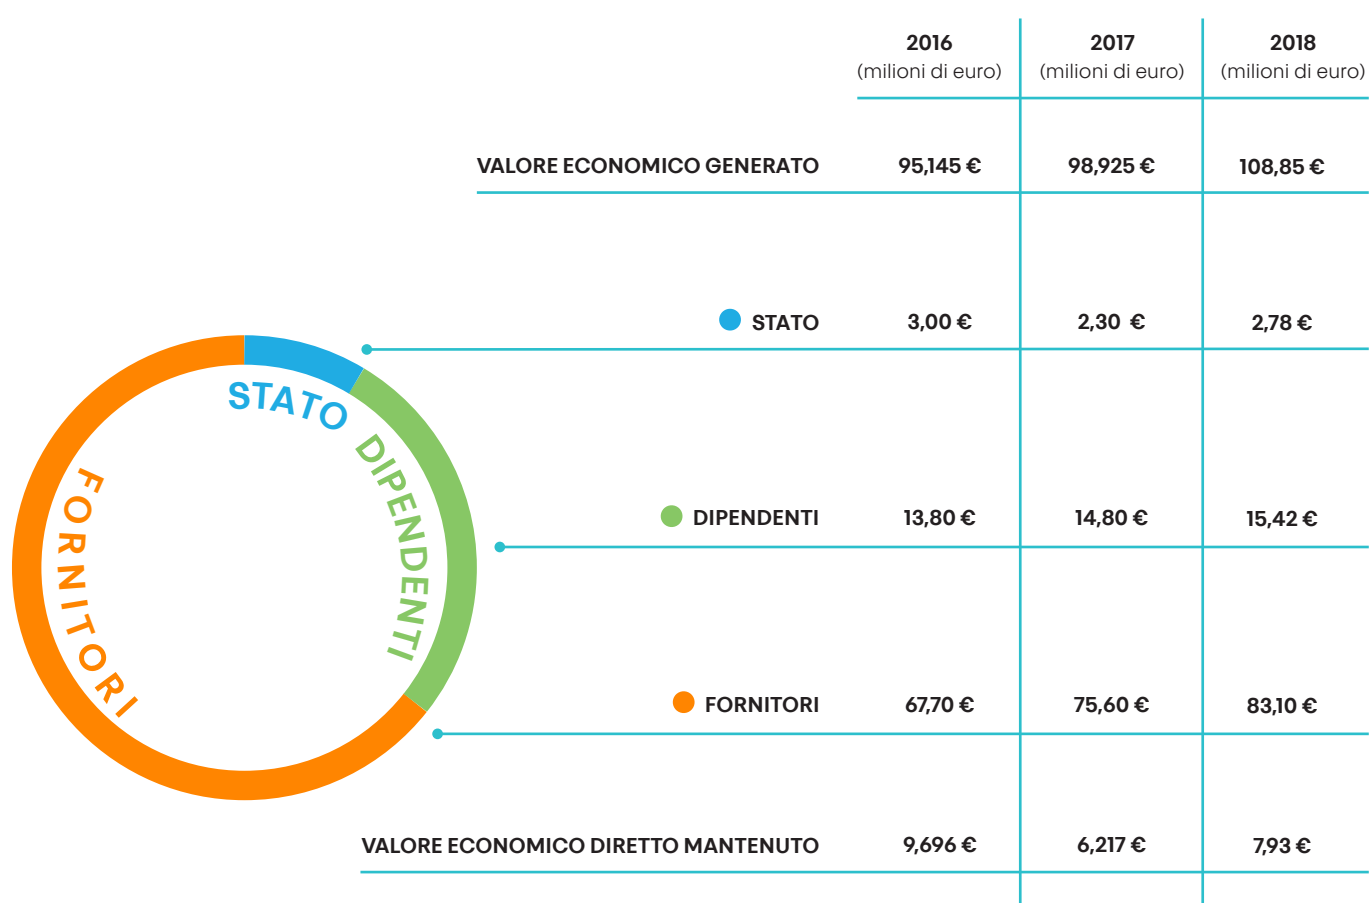 2016 2017 2018
(milioni di euro) (milioni di euro) (milioni di euro)
VALORE ECONOMICO GENERATO 95,145 € 98,925 € 108,85 €
STATO 3,00 € 2,30 € 2,78 €
DIPENDENTI 13,80 € 14,80 € 15,42 €
FORNITORI 67,70 € 75,60 € 83,10 €
VALORE ECONOMICO DIRETTO MANTENUTO 9,696 € 6,217 € 7,93 €
STATO
DIPENDENTI
FORNITORI